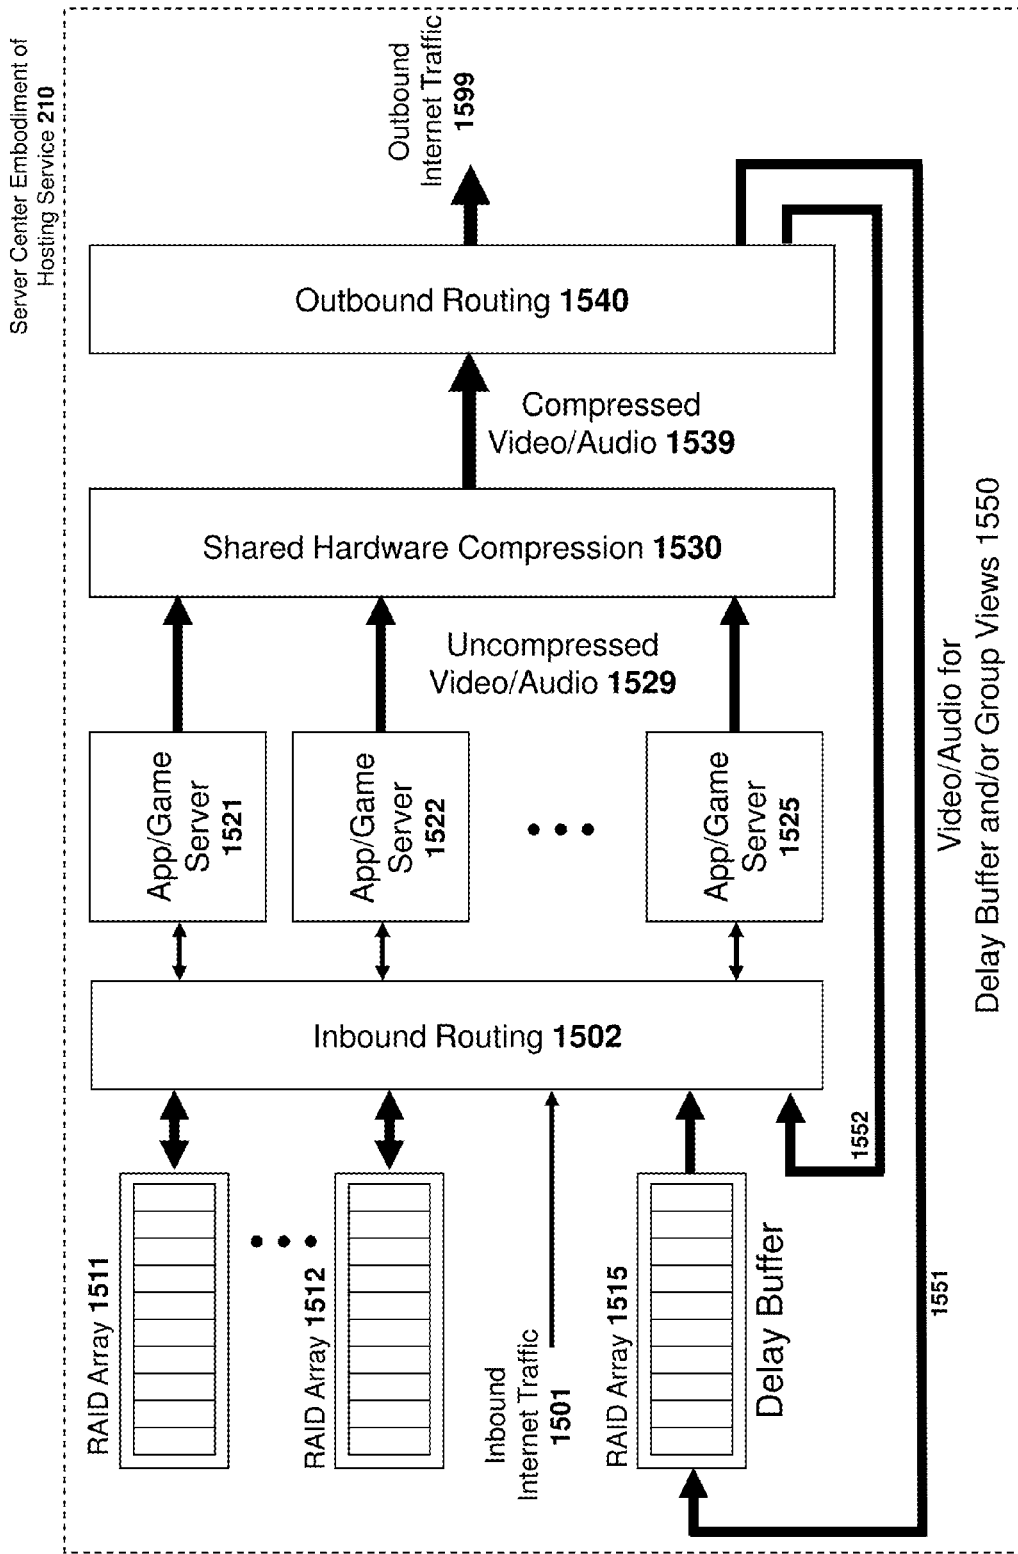 Server Center Embodiment of
Hosting Service 210
RAID Array 1511
RAID Array 1512
Inbound
Internet Traffic
1501
RAID Array 1515
Delay Buffer
Inbound Routing 1502
App/Game
Server
1521
App/Game
Server
1522
App/Game
Server
1525
Uncompressed
Video/Audio 1529
Shared Hardware Compression 1530
Compressed
Video/Audio 1539
Outbound Routing 1540
Outbound
Internet Traffic
1599
1552
1551
Video/Audio for
Delay Buffer and/or Group Views 1550